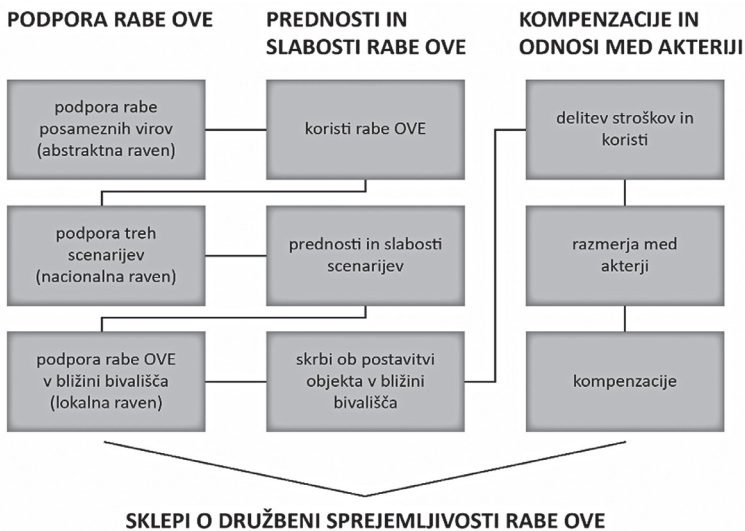 PODPORA RABE OVE
PREDNOSTI IN
SLABOSTI RABE OVE
KOMPENZACIJE IN
ODNOSI MED AKTERIJI
podpora rabe
posameznih virov
(abstraktna raven)
koristi rabe OVE
delitev stroškov in
koristi
podpora treh
scenarijev
(nacionalna raven)
prednosti in slabosti
scenarijev
razmerja med
akterji
podpora rabe OVE
v bližini bivališča
(lokalna raven)
skrbi ob postavitvi
objekta v bližini
bivališča
kompenzacije
SKLEPI O DRUŽBENI SPREJEMLJIVOSTI RABE OVE